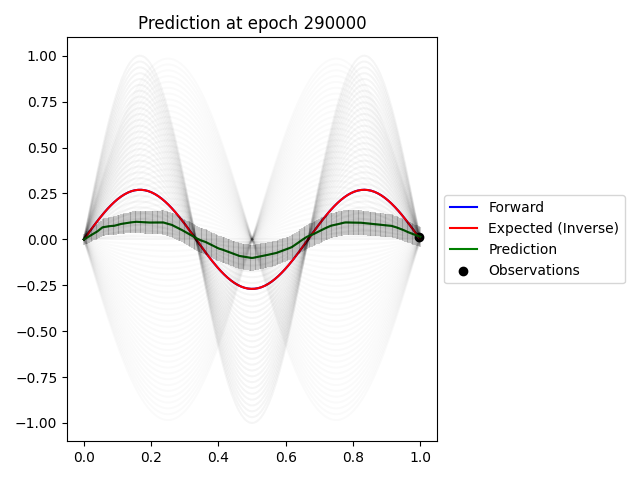 Prediction at epoch 290000
1.00
0.75
0.50
0.25
0.00
−0.25
−0.50
−0.75
−1.00
0.0 0.2 0.4 0.6 0.8 1.0
Forward
Expected (Inverse)
Prediction
Observations